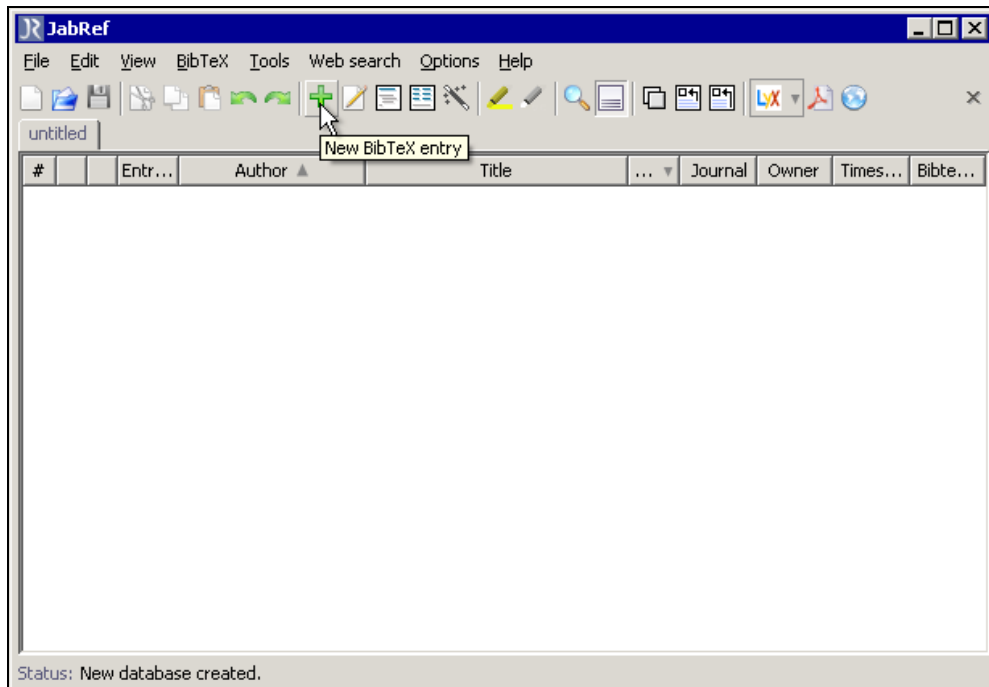 JabRef
File Edit View BibTeX Tools Web search Options Help
LYX
untitled
New BibTeX entry
# Entr... Author Title ... Journal Owner Times... Bibte...
Status: New database created.